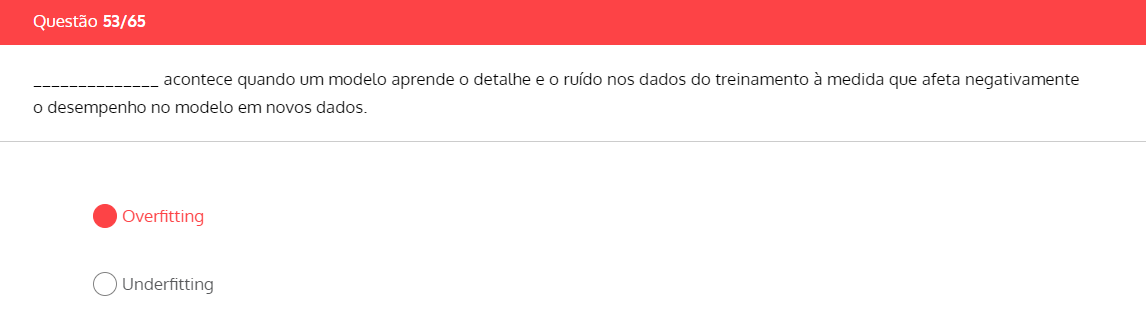 Questão 53/65
______________ acontece quando um modelo aprende o detalhe e o ruído nos dados do treinamento à medida que afeta negativamente
o desempenho no modelo em novos dados.
Overfitting
Underfitting